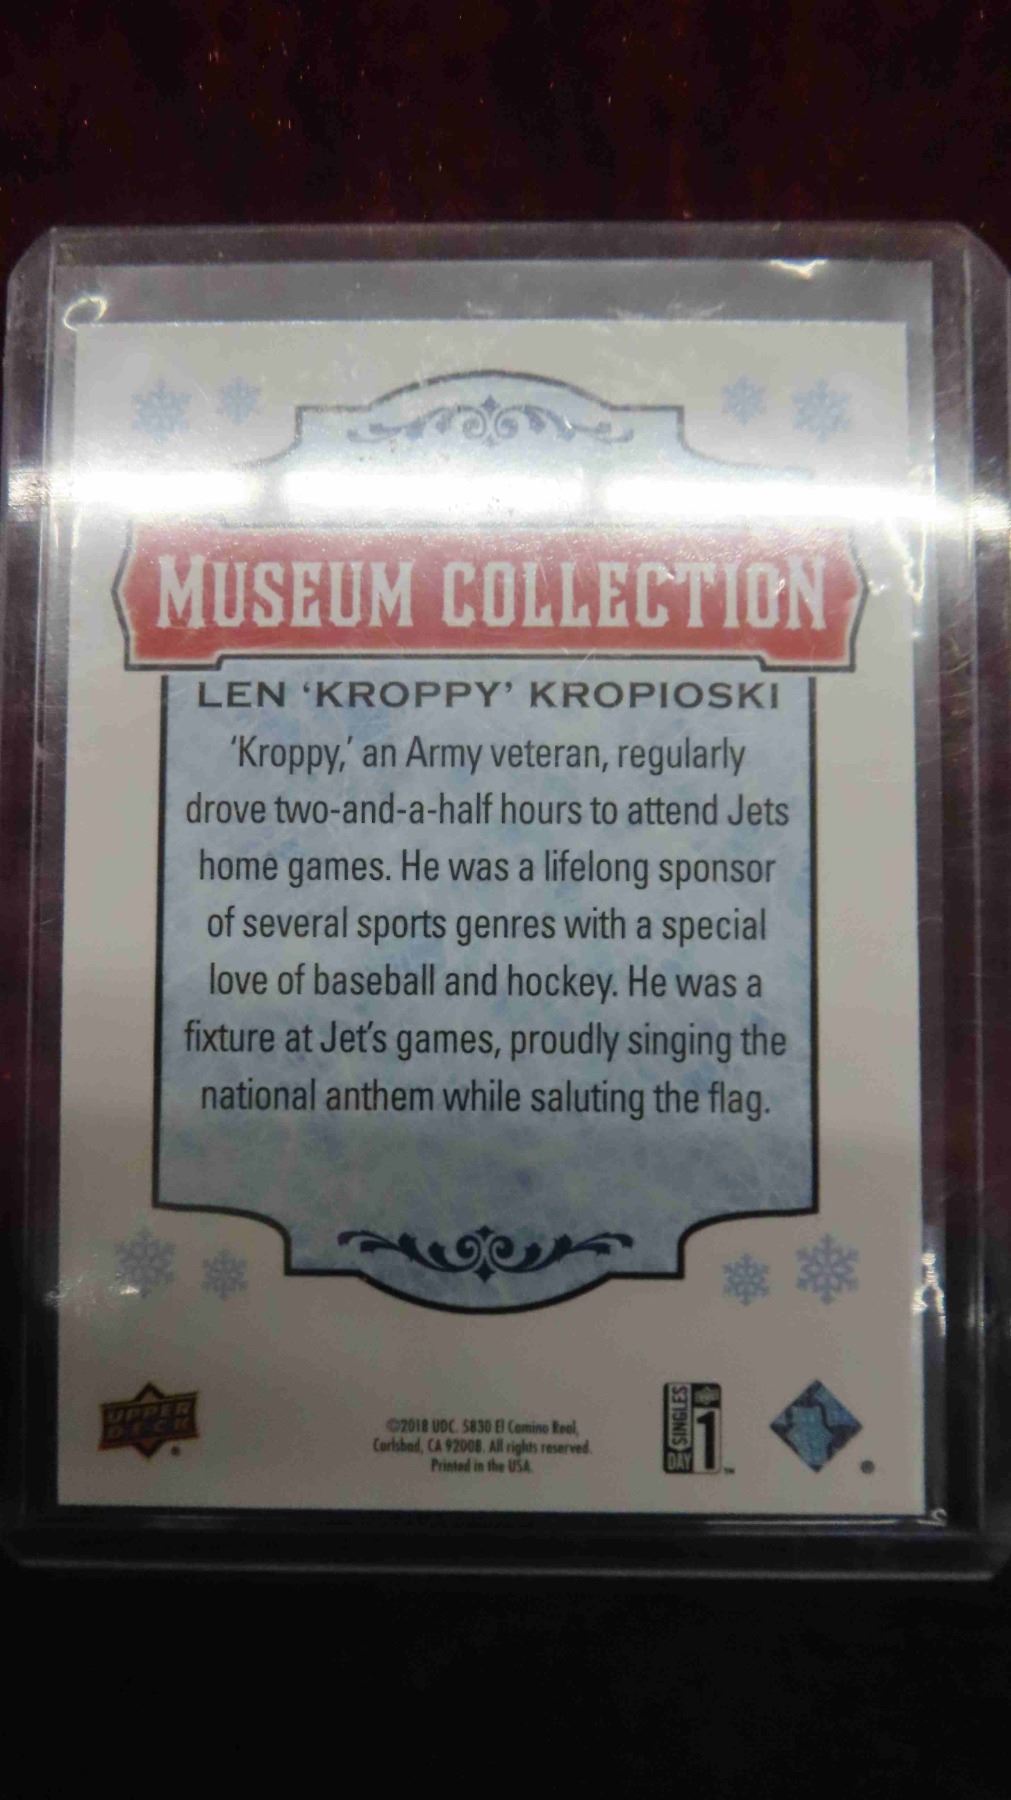 MUSEUM COLLECTION
LEN ‘KROPPY’ KROPIOSKI
‘Kroppy,’ an Army veteran, regularly
drove two-and-a-half hours to attend Jets
home games. He was a lifelong sponsor
of several sports genres with a special
love of baseball and hockey. He was a
fixture at Jet’s games, proudly singing the
national anthem while saluting the flag.
UPPER
DECK
©2018 UDC. 5830 El Camino Real,
Carlsbad, CA 92008. All rights reserved.
Printed in the USA.
SINGLES
DAY
1
™
®